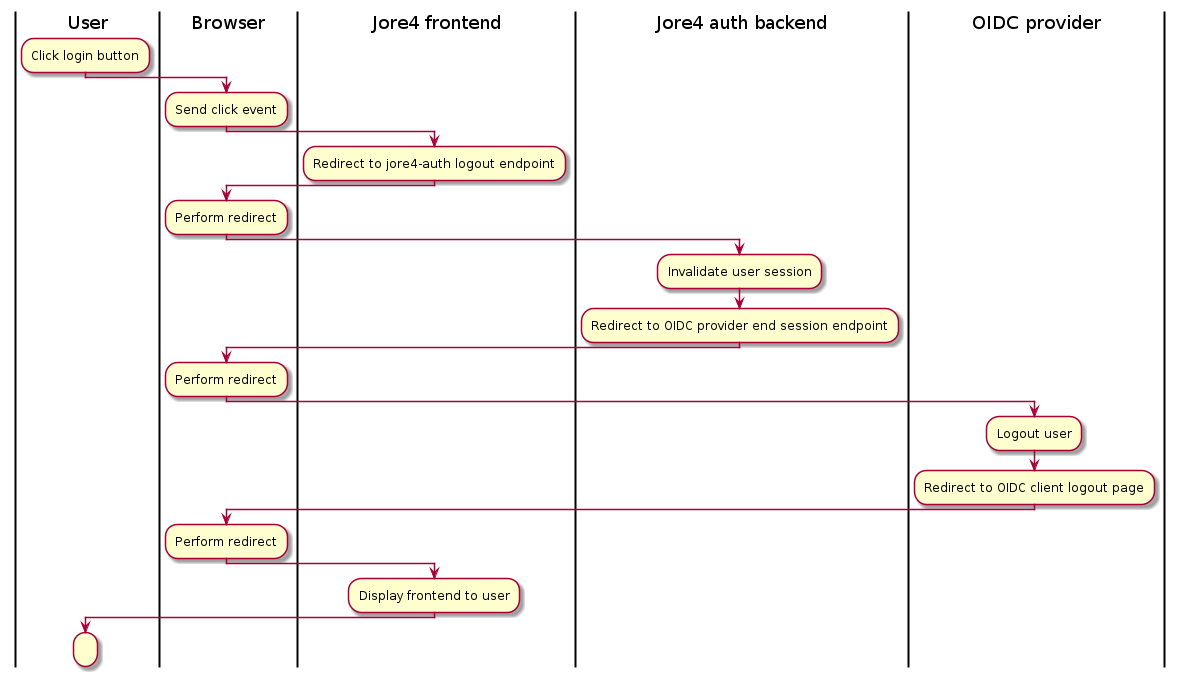 User
Browser
Jore4 frontend
Jore4 auth backend
OIDC provider
Click login button
Send click event
Redirect to jore4-auth logout endpoint
Perform redirect
Invalidate user session
Redirect to OIDC provider end session endpoint
Perform redirect
Logout user
Redirect to OIDC client logout page
Perform redirect
Display frontend to user